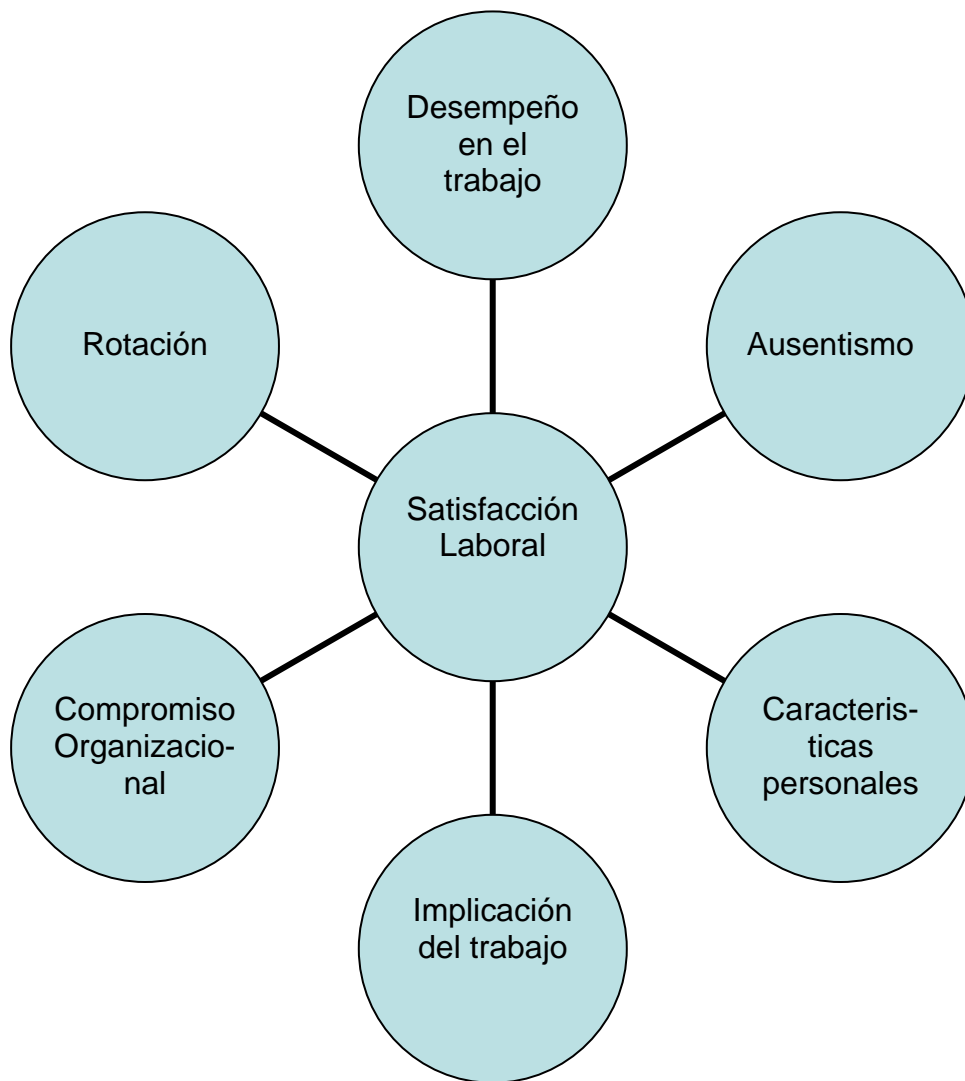 Desempeño
en el
trabajo
Rotación
Ausentismo
Satisfacción
Laboral
Compromiso
Organizacio-
nal
Caracteris-
ticas
personales
Implicación
del trabajo